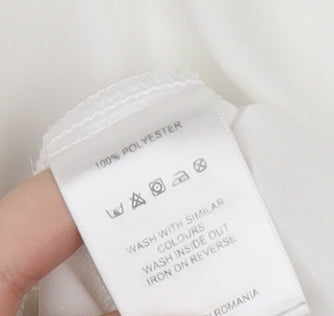 100% POLYESTER
WASH WITH SIMILAR
COLOURS
WASH INSIDE OUT
IRON ON REVERSE
ROMANIA